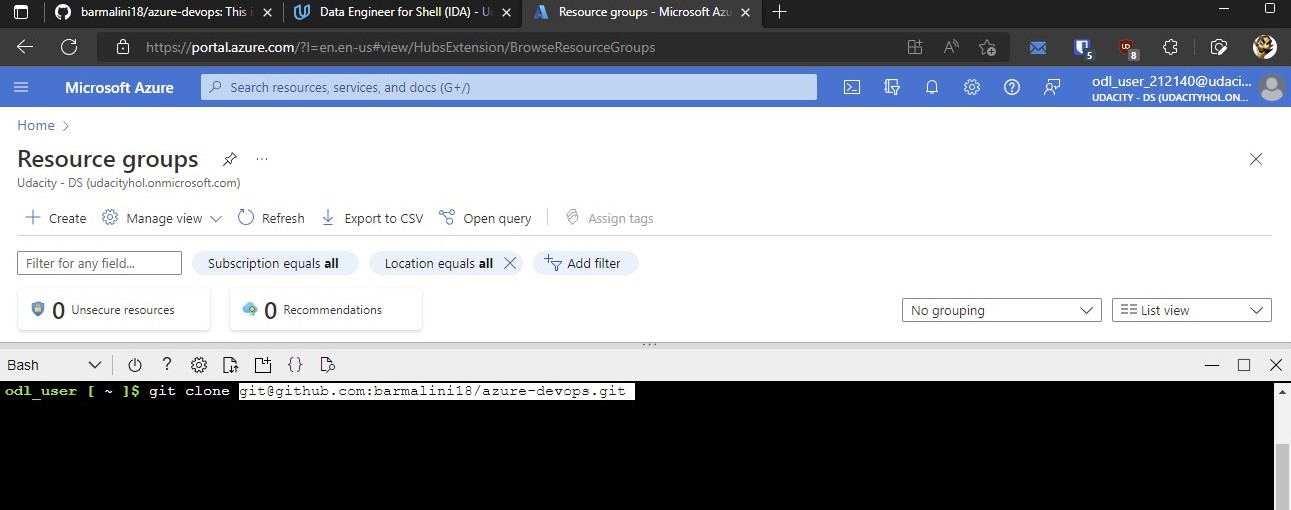 barmalini18/azure-devops: This i
Data Engineer for Shell (IDA) - U
Resource groups - Microsoft Azu
https://portal.azure.com/?l=en.en-us#view/HubsExtension/BrowseResourceGroups
5
UD
8
Microsoft Azure
Search resources, services, and docs (G+/)
odl_user_212140@udaci...
UDACITY - DS (UDACITYHOL.ON...
Home
Resource groups
...
Udacity - DS (udacityhol.onmicrosoft.com)
Create
Manage view
Refresh
Export to CSV
Open query
Assign tags
Filter for any field...
Subscription equals all
Location equals all
Add filter
0 Unsecure resources
0 Recommendations
No grouping
List view
Bash
?
{}
odl_user [ ~ ]$ git clone git@github.com:barmalini18/azure-devops.git